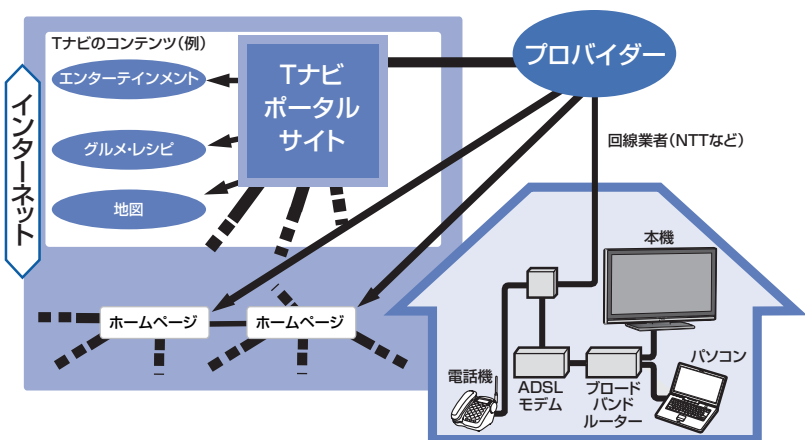 Tナビのコンテンツ(例)
エンターテインメント
グルメ・レシピ
地図
Tナビ
ポータル
サイト
プロバイダー
インターネット
回線業者(NTTなど)
本機
ホームページ
ホームページ
電話機
ADSL
モデム
ブロード
バンド
ルーター
パソコン